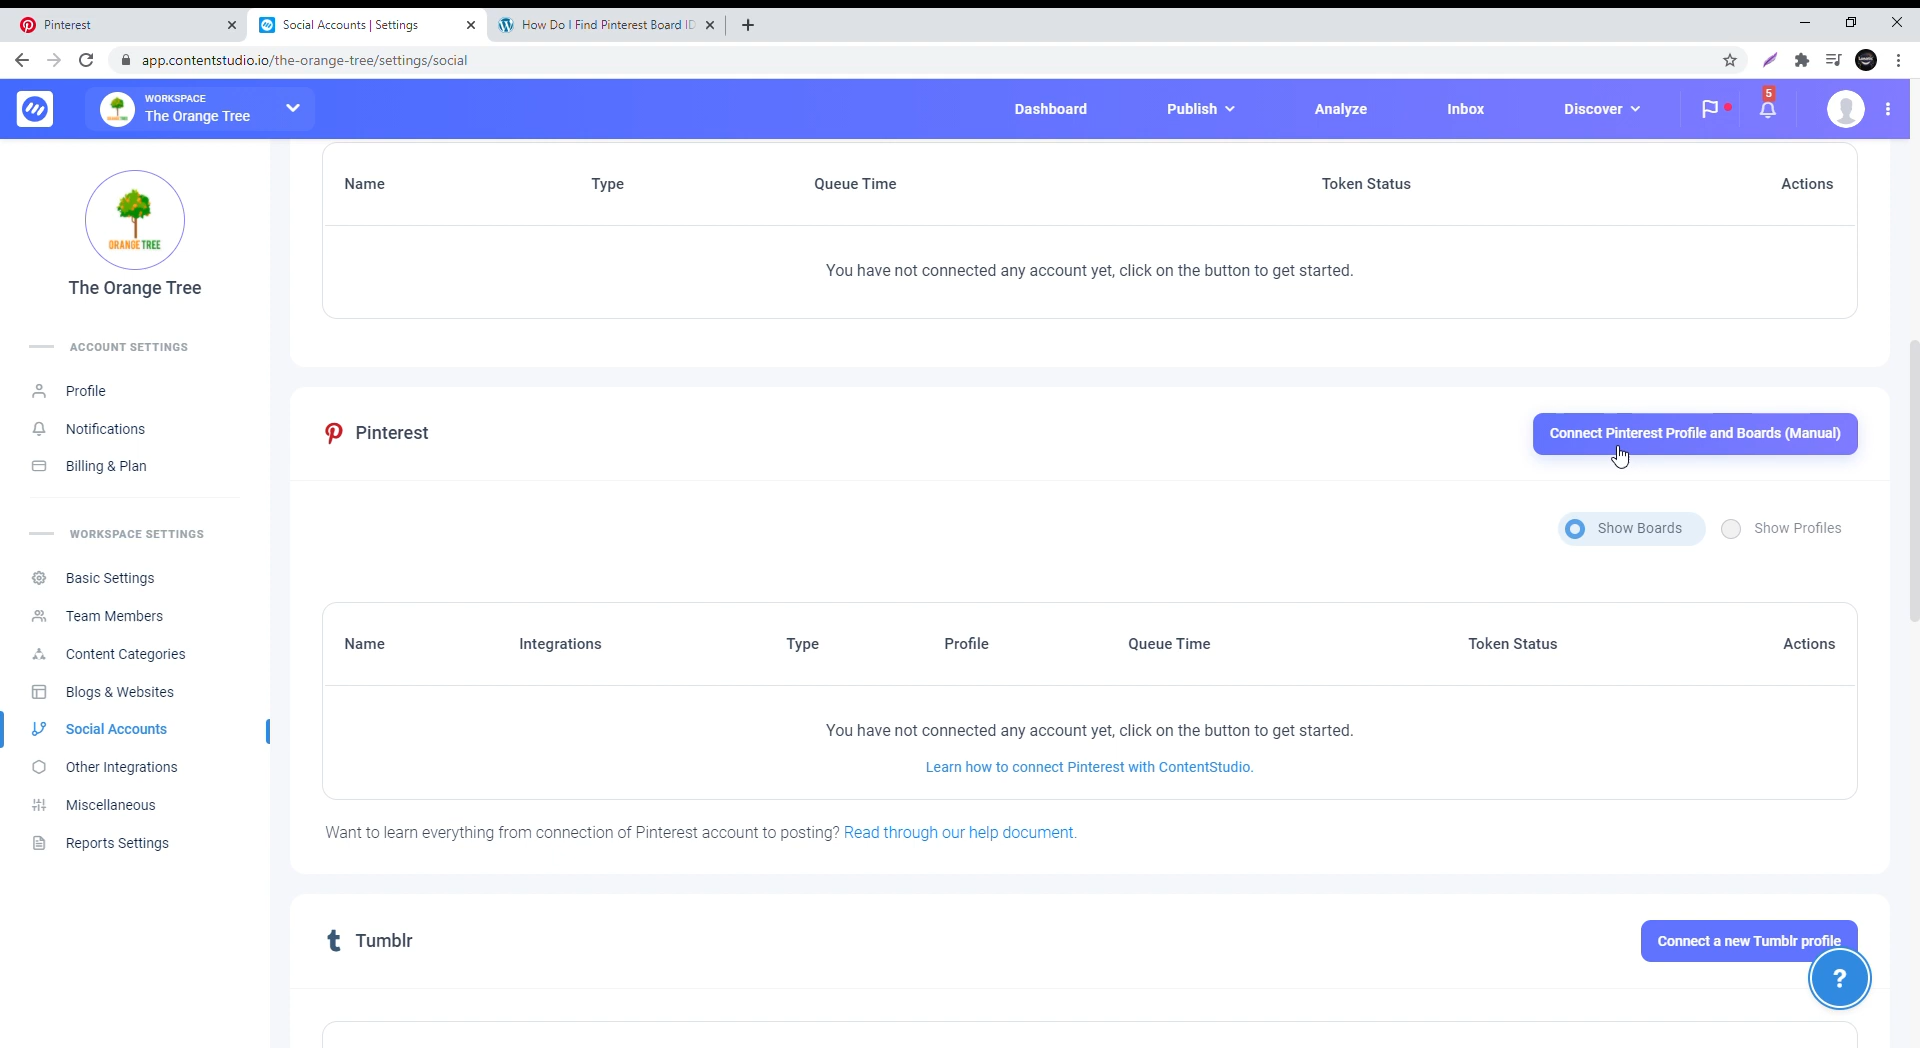 Pinterest
Social Accounts | Settings
How Do I Find Pinterest Board ID
app.contentstudio.io/the-orange-tree/settings/social
WORKSPACE
The Orange Tree
Dashboard
Publish
Analyze
Inbox
Discover
5
ORANGE TREE
The Orange Tree
ACCOUNT SETTINGS
Profile
Notifications
Billing & Plan
WORKSPACE SETTINGS
Basic Settings
Team Members
Content Categories
Blogs & Websites
Social Accounts
Other Integrations
Miscellaneous
Reports Settings
Name Type Queue Time Token Status Actions
You have not connected any account yet, click on the button to get started.
Pinterest
Connect Pinterest Profile and Boards (Manual)
Show Boards Show Profiles
Name Integrations Type Profile Queue Time Token Status Actions
You have not connected any account yet, click on the button to get started.
Learn how to connect Pinterest with ContentStudio.
Want to learn everything from connection of Pinterest account to posting? Read through our help document.
Tumblr
Connect a new Tumblr profile
?